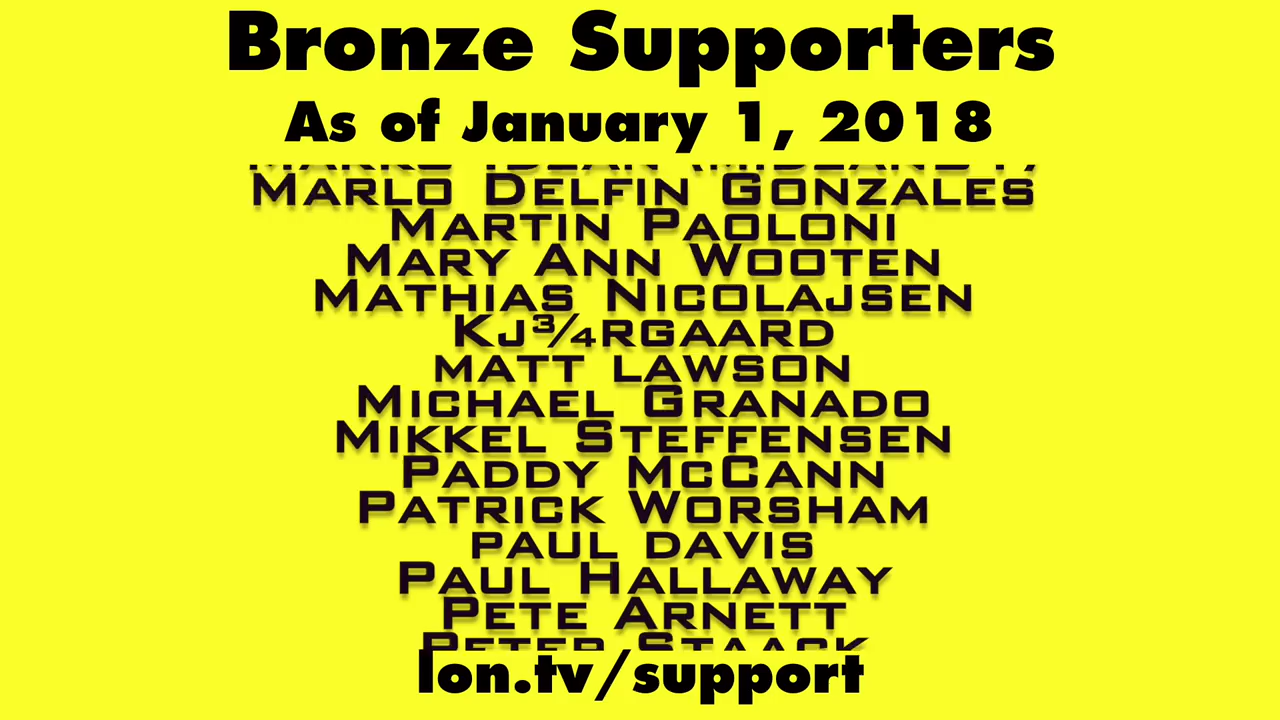 Bronze Supporters
As of January 1, 2018
Marlo Delfin Gonzales
Martin Paoloni
Mary Ann Wooten
Mathias Nicolajsen
Kj¾rgaard
matt lawson
Michael Granado
Mikkel Steffensen
Paddy McCann
Patrick Worsham
paul davis
Paul Hallaway
Pete Arnett
Peter Staack
lon.tv/support